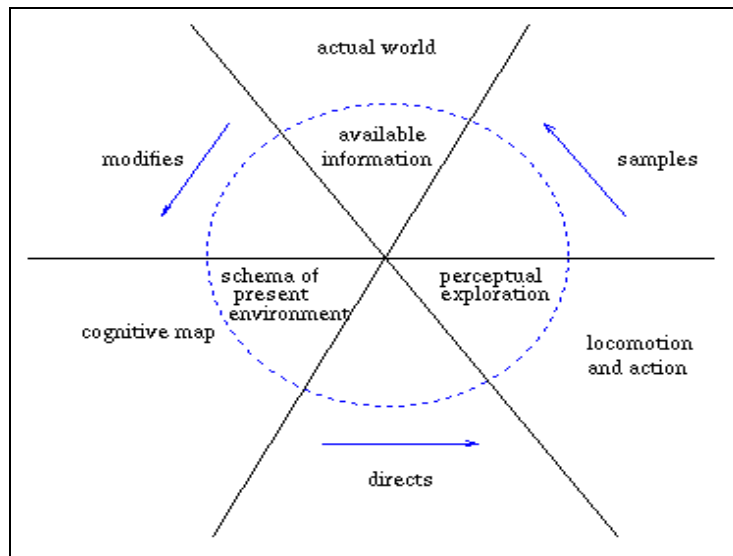 actual world
available
information
modifies
samples
schema of
present
environment
perceptual
exploration
cognitive map
locomotion
and action
directs